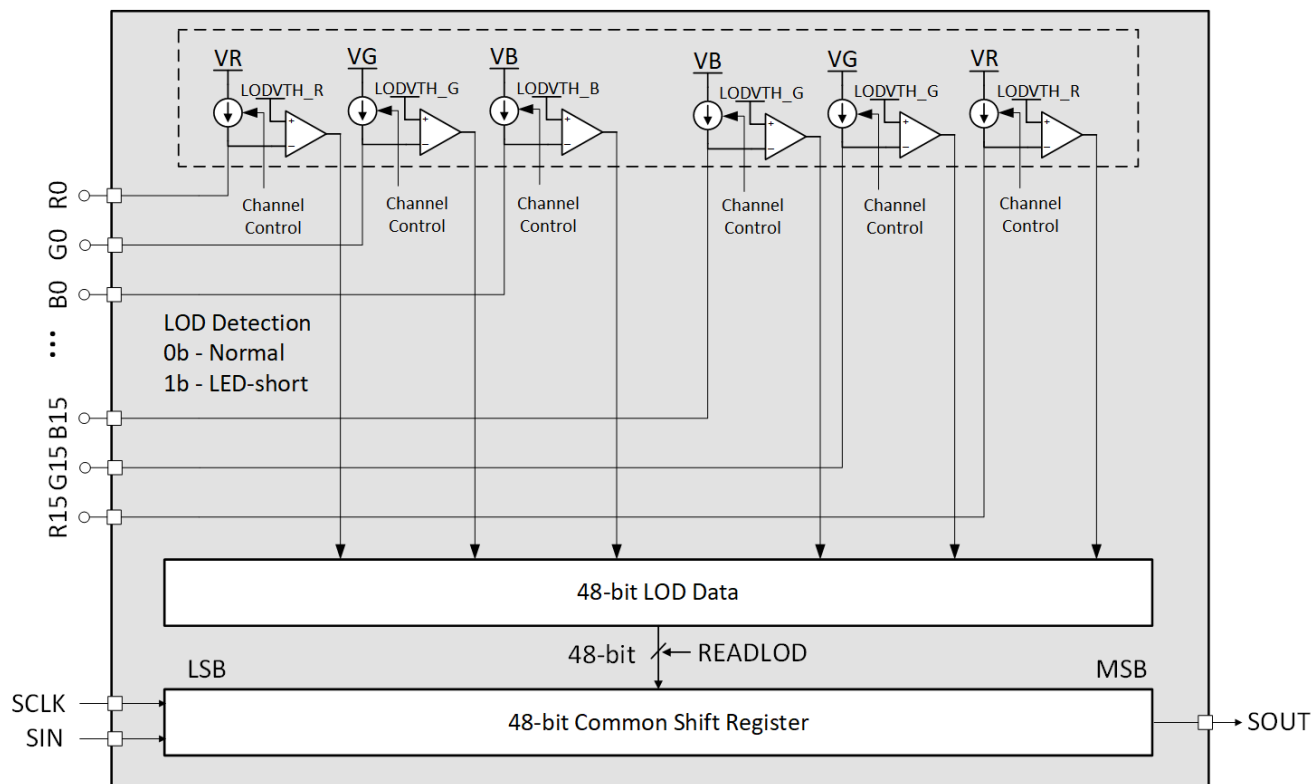 VR
VG
VB
VB
VG
VR
LODVTH_R
LODVTH_G
LODVTH_B
LODVTH_G
LODVTH_G
LODVTH_R
+
−
+
−
+
−
+
−
+
−
+
−
Channel
Control
Channel
Control
Channel
Control
Channel
Control
Channel
Control
Channel
Control
R0
G0
B0
...
B15
G15
R15
LOD Detection
0b - Normal
1b - LED-short
48-bit LOD Data
48-bit
READLOD
LSB
MSB
SCLK
SIN
48-bit Common Shift Register
SOUT